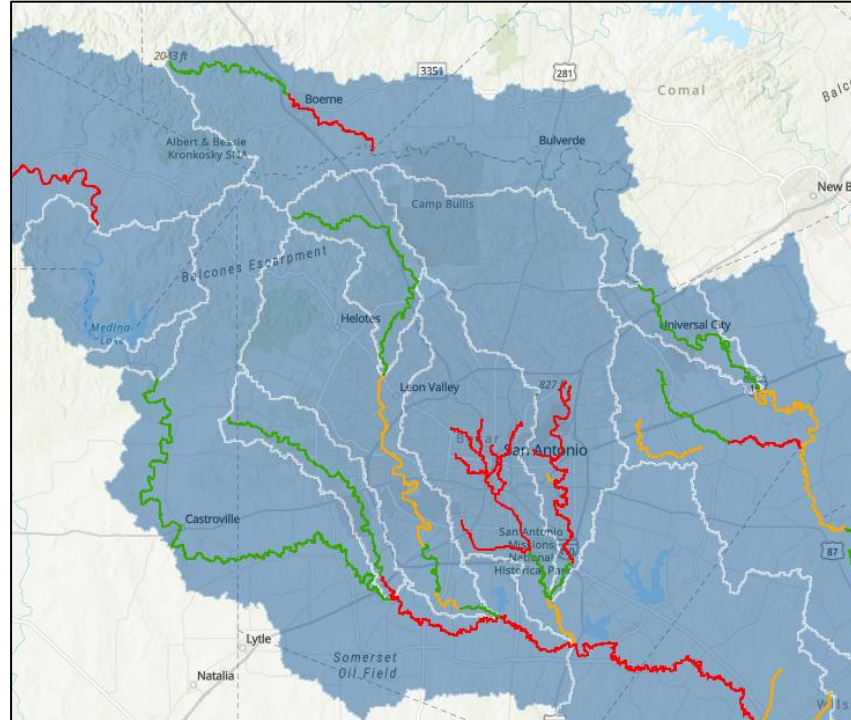 2043 ft
3351
281
Boerne
Comal
Albert & Bessie
Kronkosky SNA
Bulverde
New B
Camp Bullis
Balcones Escarpment
Helotes
Universal City
Medina
Lake
Leon Valley
827 ft
Bexar
San Antonio
Castroville
San Antonio
Missions
National
Historical Park
87
Lytle
Somerset
Oil Field
Natalia
Wils